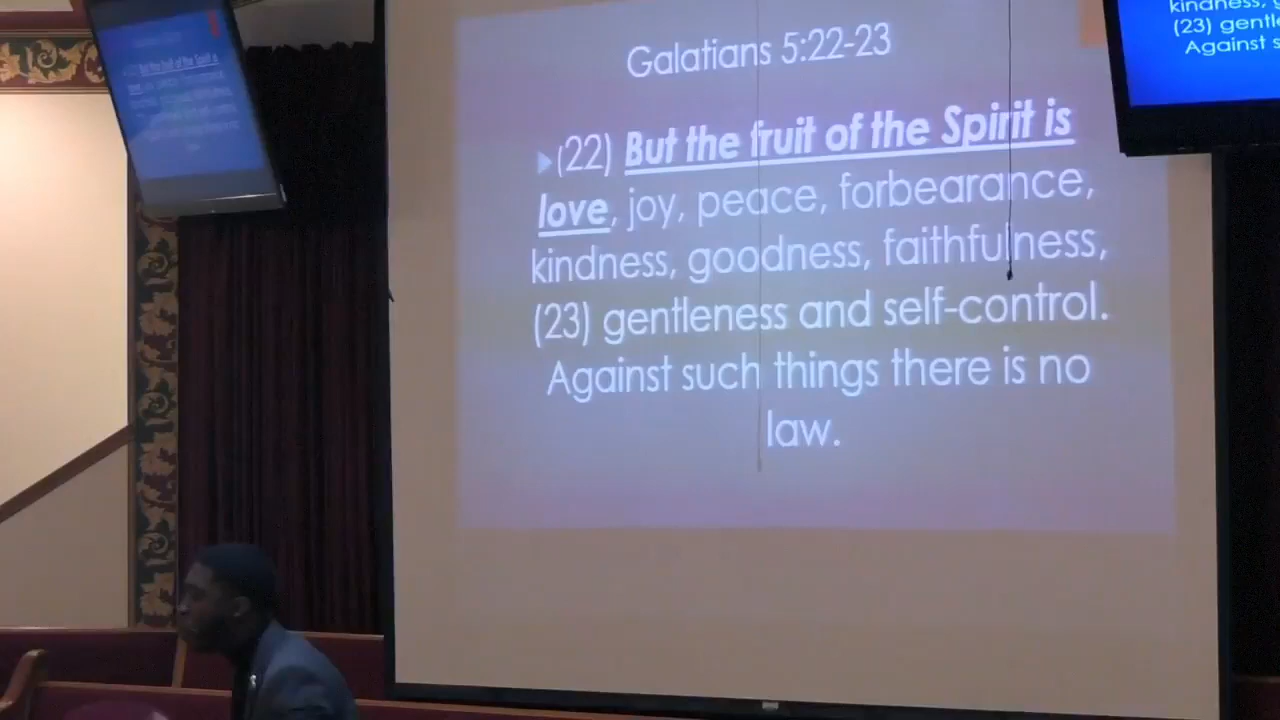 Galatians 5:22-23
(22) But the fruit of the Spirit is
love, joy, peace, forbearance,
kindness, goodness, faithfulness,
(23) gentleness and self-control.
Against such things there is no
law.
kindness,
(23) gentle
Against s